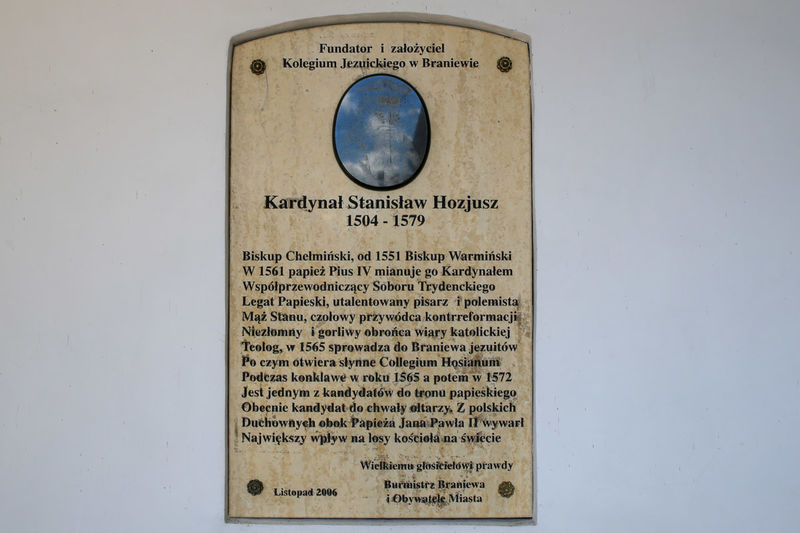 Fundator i założyciel
Kolegium Jezuickiego w Braniewie
Kardynał Stanisław Hozjusz
1504 - 1579
Biskup Chełmiński, od 1551 Biskup Warmiński
W 1561 papież Pius IV mianuje go Kardynałem
Współprzewodniczący Soboru Trydenckiego
Legat Papieski, utalentowany pisarz i polemista
Mąż Stanu, czołowy przywódca kontrreformacji
Niezłomny i gorliwy obrońca wiary katolickiej
Teolog, w 1565 sprowadza do Braniewa jezuitów
Po czym otwiera słynne Collegium Hosianum
Podczas konklawe w roku 1565 a potem w 1572
Jest jednym z kandydatów do tronu papieskiego
Obecnie kandydat do chwały ołtarzy. Z polskich
Duchownych obok Papieża Jana Pawła II wywarł
Największy wpływ na losy kościoła na świecie
Wielkiemu głosicielowi prawdy
Burmistrz Braniewa
i Obywatele Miasta
Listopad 2006